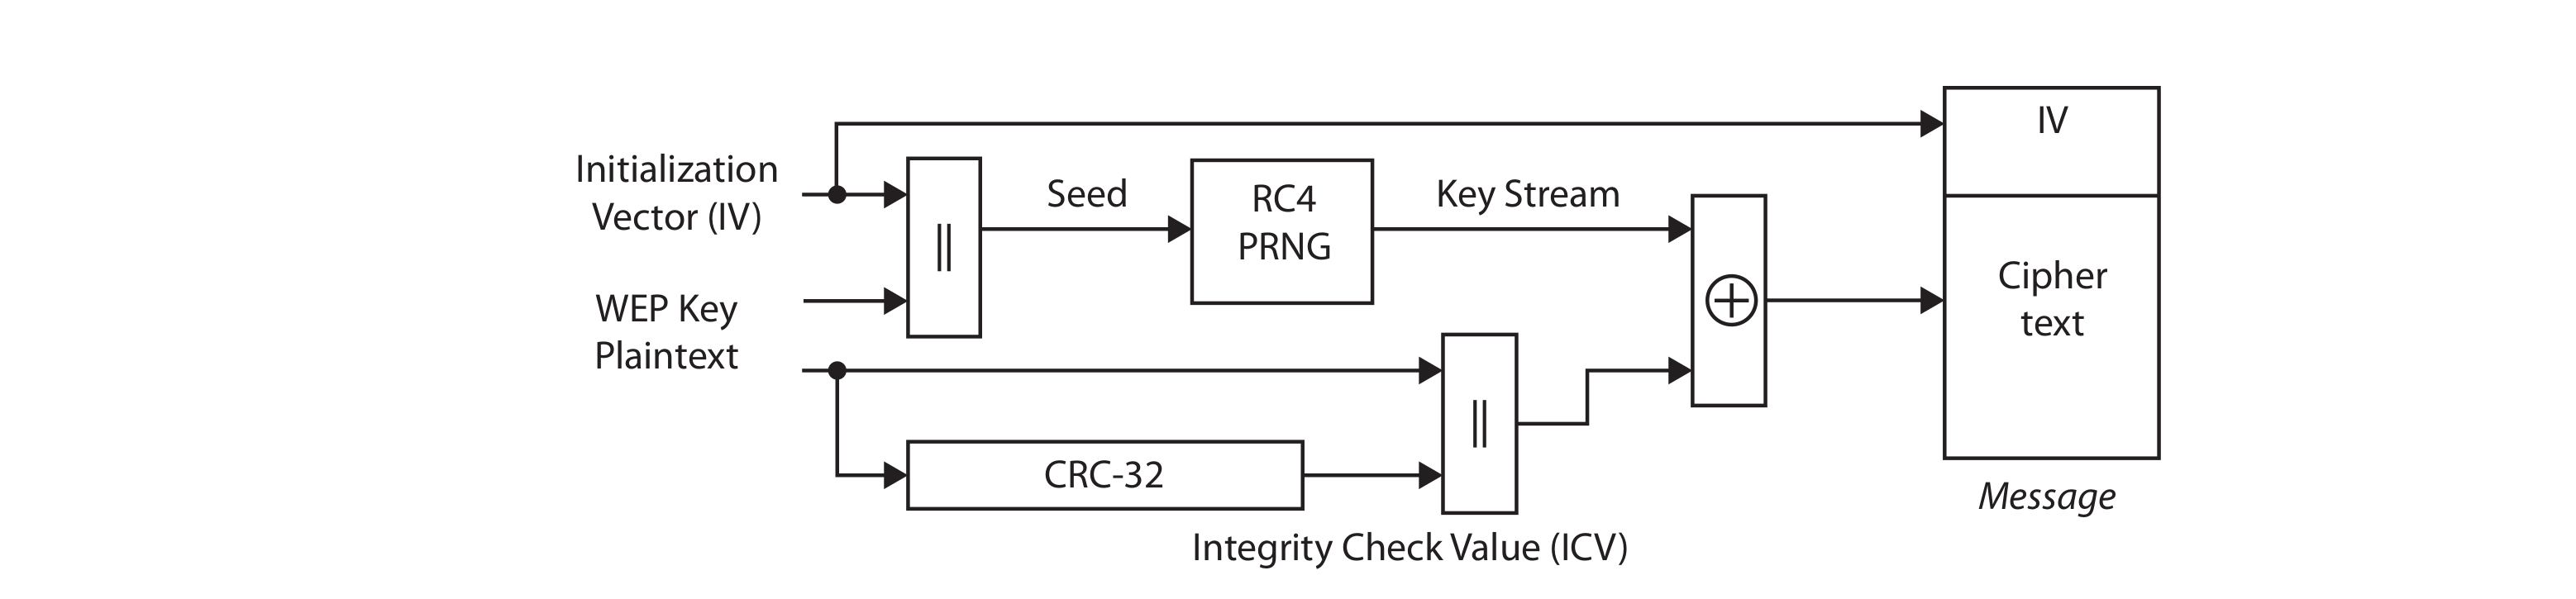 Initialization
Vector (IV)
WEP Key
Plaintext
||
Seed
RC4
PRNG
Key Stream
CRC-32
||
Integrity Check Value (ICV)
⊕
IV
Cipher
text
Message